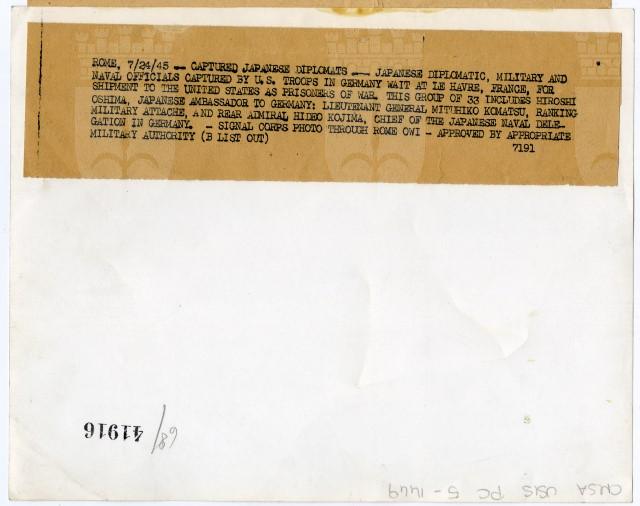 ROME, 7/24/45 — CAPTURED JAPANESE DIPLOMATS — JAPANESE DIPLOMATIC, MILITARY AND
NAVAL OFFICIALS CAPTURED BY U.S. TROOPS IN GERMANY WAIT AT LE HAVRE, FRANCE, FOR
SHIPMENT TO THE UNITED STATES AS PRISONERS OF WAR. THIS GROUP OF 33 INCLUDES HIROSHI
OSHIMA, JAPANESE AMBASSADOR TO GERMANY; LIEUTENANT GENERAL MITUHIKO KOMATSU, RANKING
MILITARY ATTACHE, AND REAR ADMIRAL HIDEO KOJIMA, CHIEF OF THE JAPANESE NAVAL DELE-
GATION IN GERMANY. — SIGNAL CORPS PHOTO THROUGH ROME OWI — APPROVED BY APPROPRIATE
MILITARY AUTHORITY (B LIST OUT)
7191
41916 /89
CMSA USIS PC 5-1449